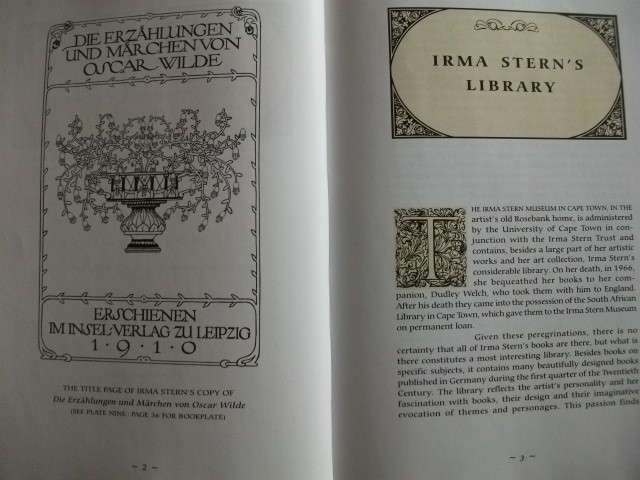 DIE ERZÄHLUNGEN
UND MÄRCHEN VON
OSCAR WILDE
ERSCHIENEN
IM INSEL-VERLAG ZU LEIPZIG
1·9·1·0
THE TITLE PAGE OF IRMA STERN'S COPY OF
Die Erzählungen und Märchen von Oscar Wilde
(SEE PLATE NINE : PAGE 36 FOR BOOKPLATE)
~ 2 ~
IRMA STERN'S
LIBRARY
THE IRMA STERN MUSEUM IN CAPE TOWN, IN THE
artist's old Rosebank home, is administered
by the University of Cape Town in con-
junction with the Irma Stern Trust and
contains, besides a large part of her artistic
works and her art collection, Irma Stern's
considerable library. On her death, in 1966,
she bequeathed her books to her com-
panion, Dudley Welch, who took them with him to England.
After his death they came into the possession of the South African
Library in Cape Town, which gave them to the Irma Stern Museum
on permanent loan.
Given these peregrinations, there is no
certainty that all of Irma Stern's books are there, but what is
there constitutes a most interesting library. Besides books on
specific subjects, it contains many beautifully designed books
published in Germany during the first quarter of the Twentieth
Century. The library reflects the artist's personality and her
fascination with books, their design and their imaginative
evocation of themes and personages. This passion finds
~ 3 ~